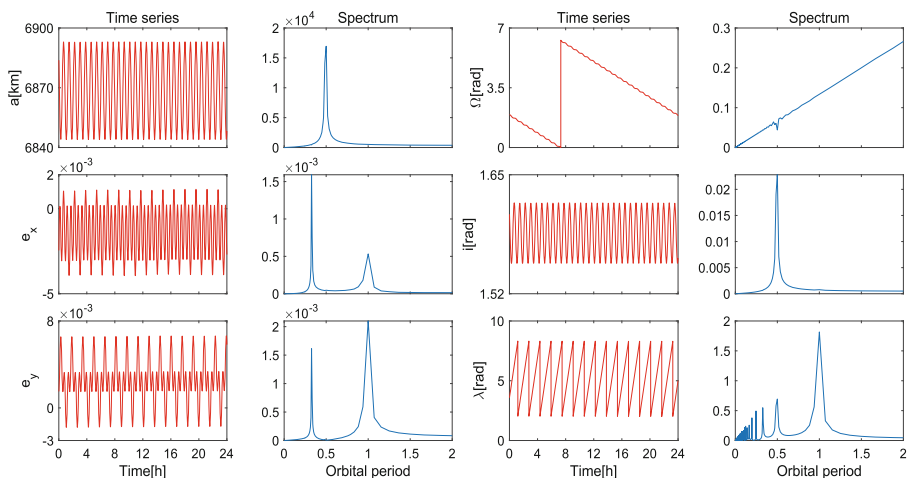 Time series
Spectrum
Time series
Spectrum
6900
6870
6840
a[km]
×10⁴
2
1.5
1
0.5
0
7
3.5
0
Ω[rad]
0.3
0.2
0.1
0
×10⁻³
2
0
-5
eₓ
×10⁻³
1.5
1
0.5
0
1.65
1.52
i[rad]
0.02
0.015
0.01
0.005
0
×10⁻³
8
0
-3
e_y
0 4 8 12 16 20 24
Time[h]
×10⁻³
2
1.5
1
0.5
0
0 0.5 1 1.5 2
Orbital period
10
5
0
λ[rad]
0 4 8 12 16 20 24
Time[h]
2
1.5
1
0.5
0
0 0.5 1 1.5 2
Orbital period